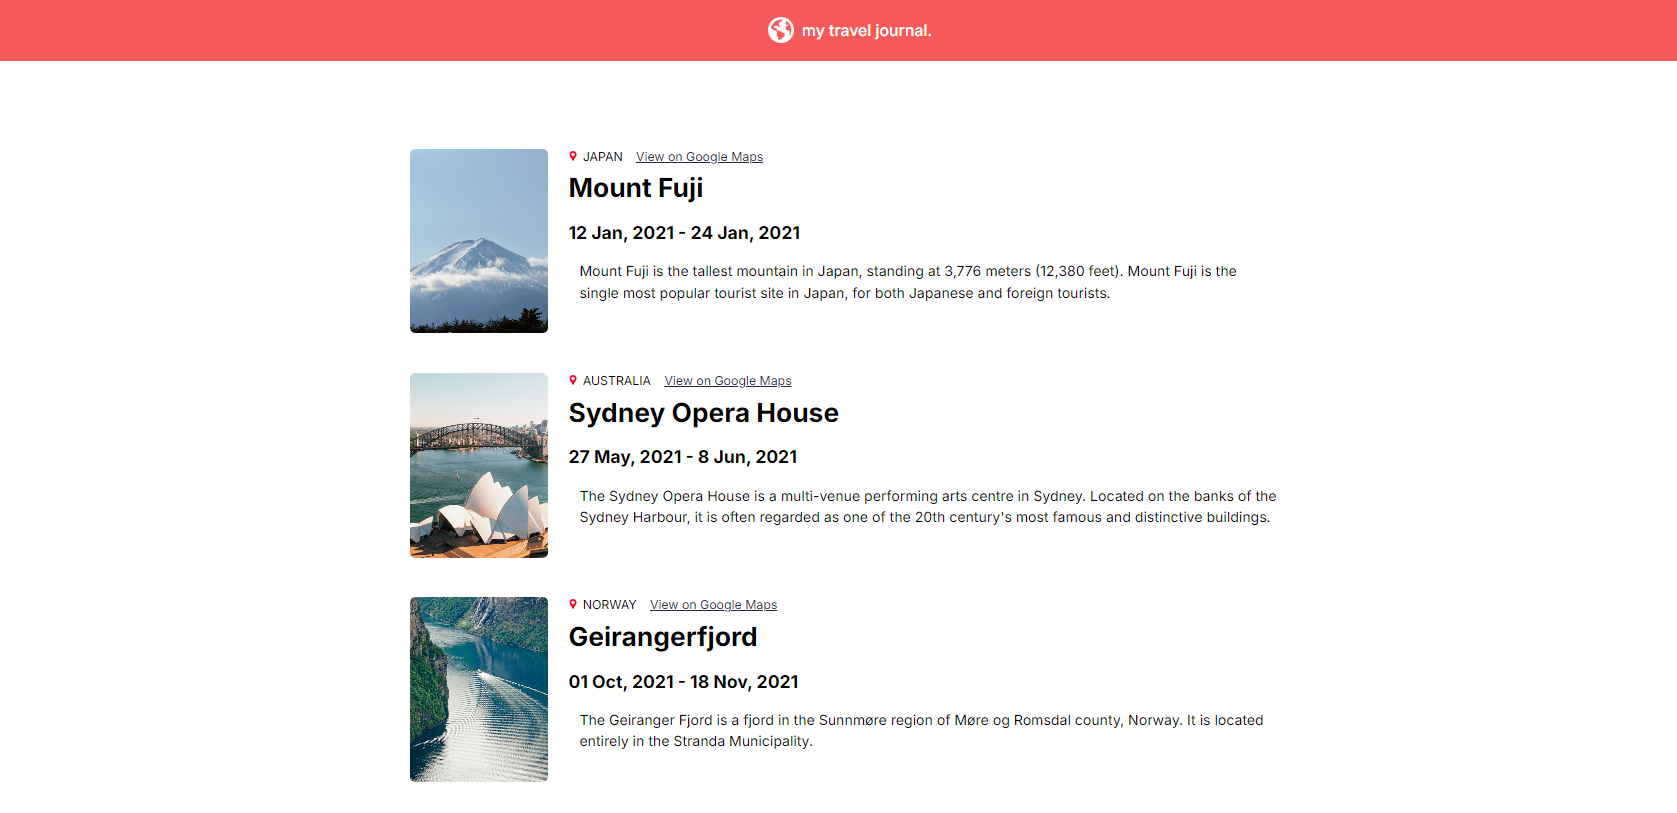 my travel journal.
JAPAN View on Google Maps
Mount Fuji
12 Jan, 2021 - 24 Jan, 2021
Mount Fuji is the tallest mountain in Japan, standing at 3,776 meters (12,380 feet). Mount Fuji is the
single most popular tourist site in Japan, for both Japanese and foreign tourists.
AUSTRALIA View on Google Maps
Sydney Opera House
27 May, 2021 - 8 Jun, 2021
The Sydney Opera House is a multi-venue performing arts centre in Sydney. Located on the banks of the
Sydney Harbour, it is often regarded as one of the 20th century's most famous and distinctive buildings.
NORWAY View on Google Maps
Geirangerfjord
01 Oct, 2021 - 18 Nov, 2021
The Geiranger Fjord is a fjord in the Sunnmøre region of Møre og Romsdal county, Norway. It is located
entirely in the Stranda Municipality.